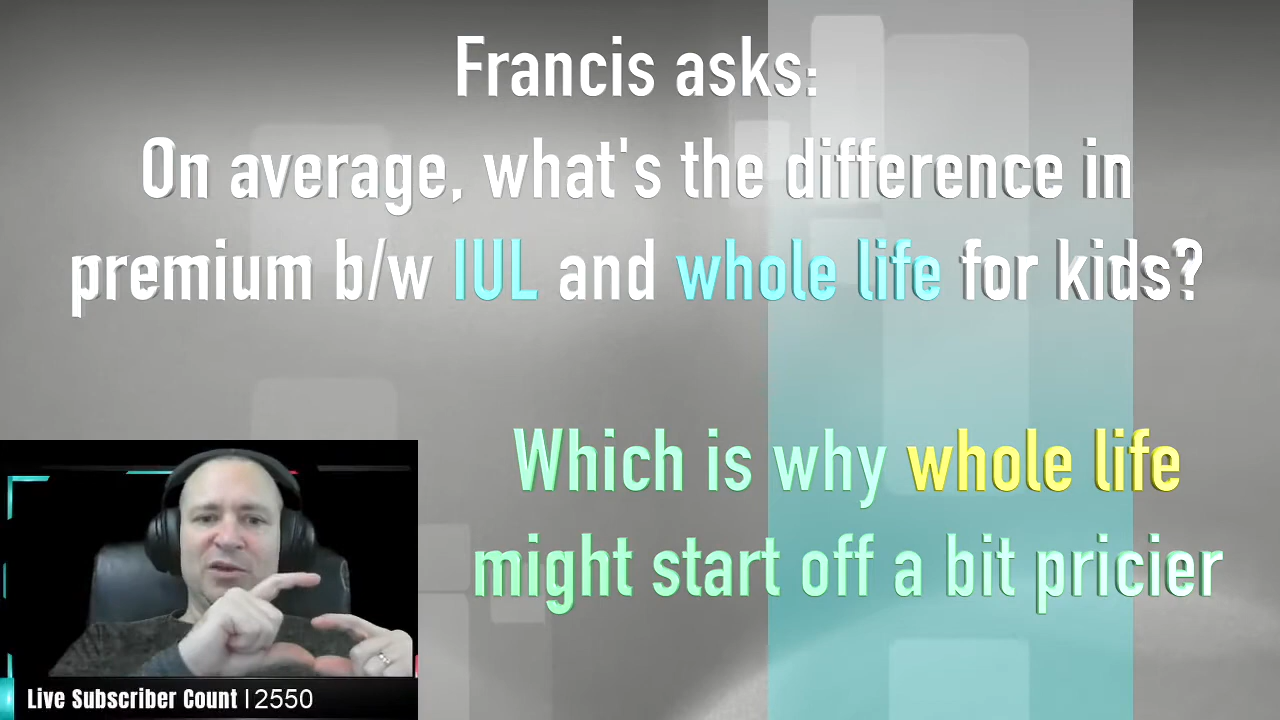 Francis asks:
On average, what's the difference in
premium b/w IUL and whole life for kids?
Which is why whole life
might start off a bit pricier
Live Subscriber Count | 2550